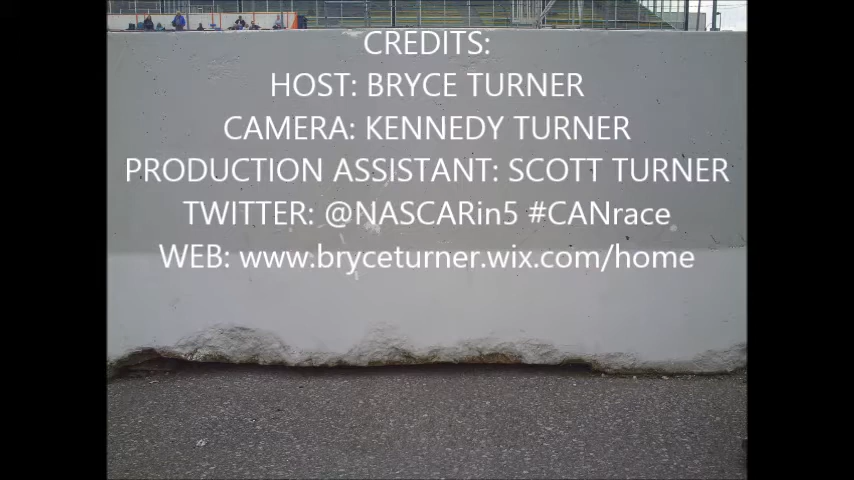 CREDITS:
HOST: BRYCE TURNER
CAMERA: KENNEDY TURNER
PRODUCTION ASSISTANT: SCOTT TURNER
TWITTER: @NASCARin5 #CANrace
WEB: www.bryceturner.wix.com/home